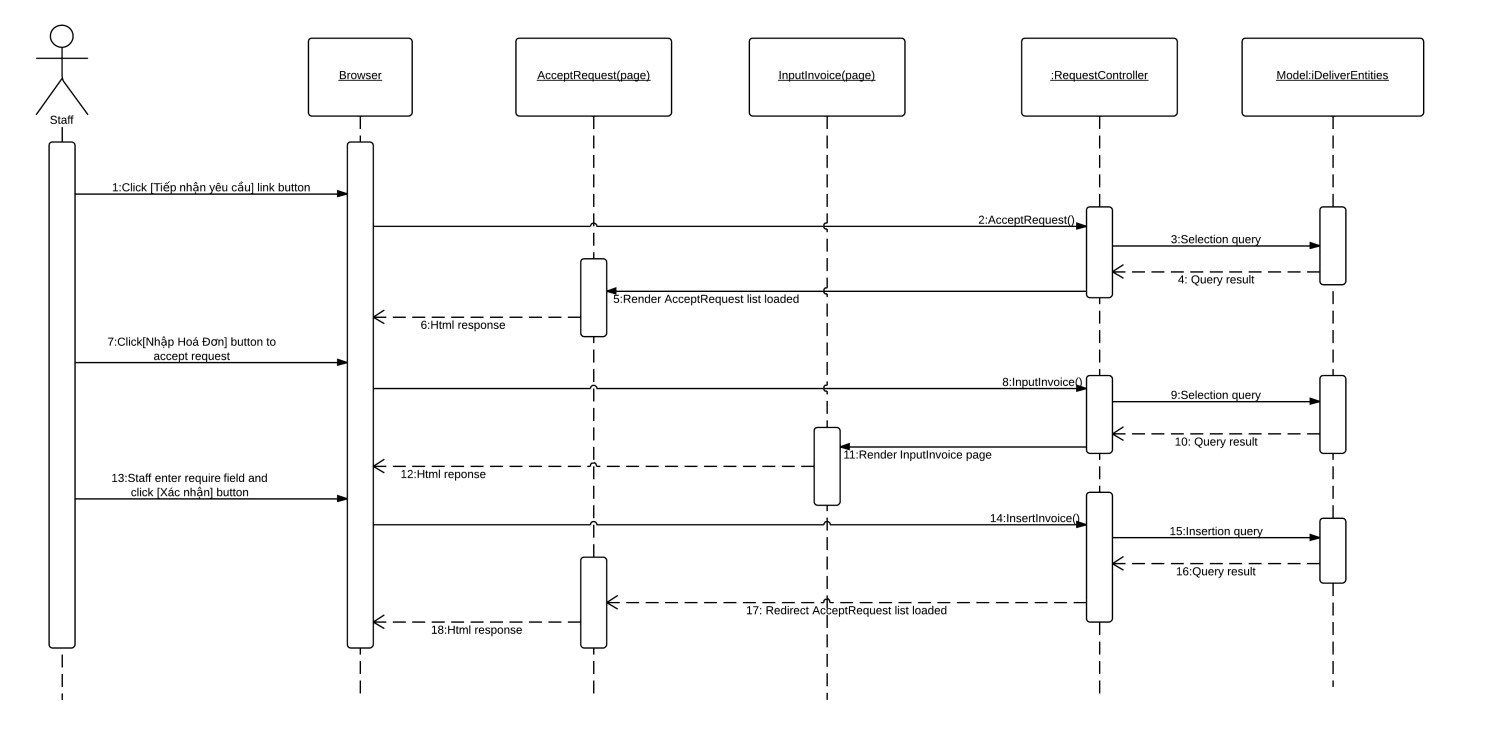 Staff
Browser
AcceptRequest(page)
InputInvoice(page)
:RequestController
Model:iDeliverEntities
1:Click [Tiếp nhận yêu cầu] link button
2:AcceptRequest()
3:Selection query
4: Query result
5:Render AcceptRequest list loaded
6:Html response
7:Click[Nhập Hoá Đơn] button to
accept request
8:InputInvoice()
9:Selection query
10: Query result
11:Render InputInvoice page
12:Html reponse
13:Staff enter require field and
click [Xác nhận] button
14:InsertInvoice()
15:Insertion query
16:Query result
17: Redirect AcceptRequest list loaded
18:Html response